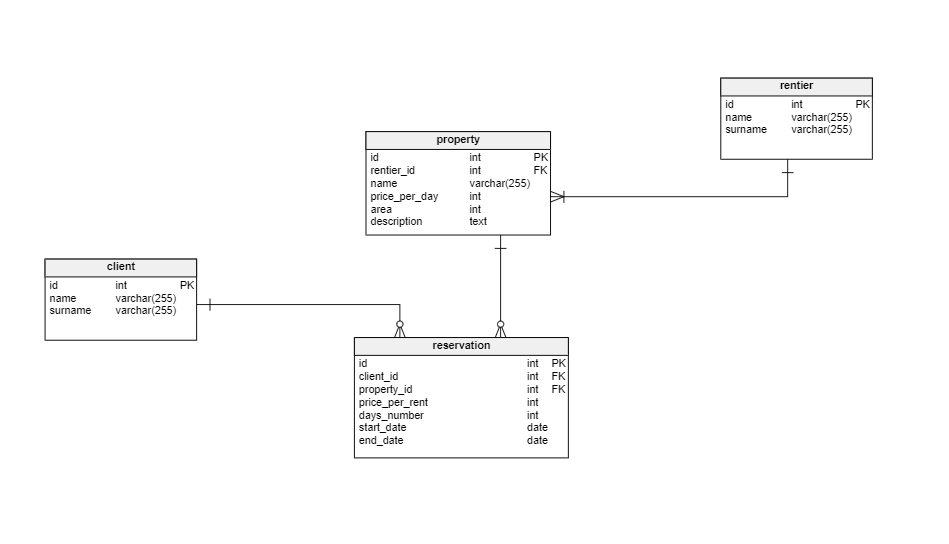 rentier
id int PK
name varchar(255)
surname varchar(255)
property
id int PK
rentier_id int FK
name varchar(255)
price_per_day int
area int
description text
client
id int PK
name varchar(255)
surname varchar(255)
reservation
id int PK
client_id int FK
property_id int FK
price_per_rent int
days_number int
start_date date
end_date date